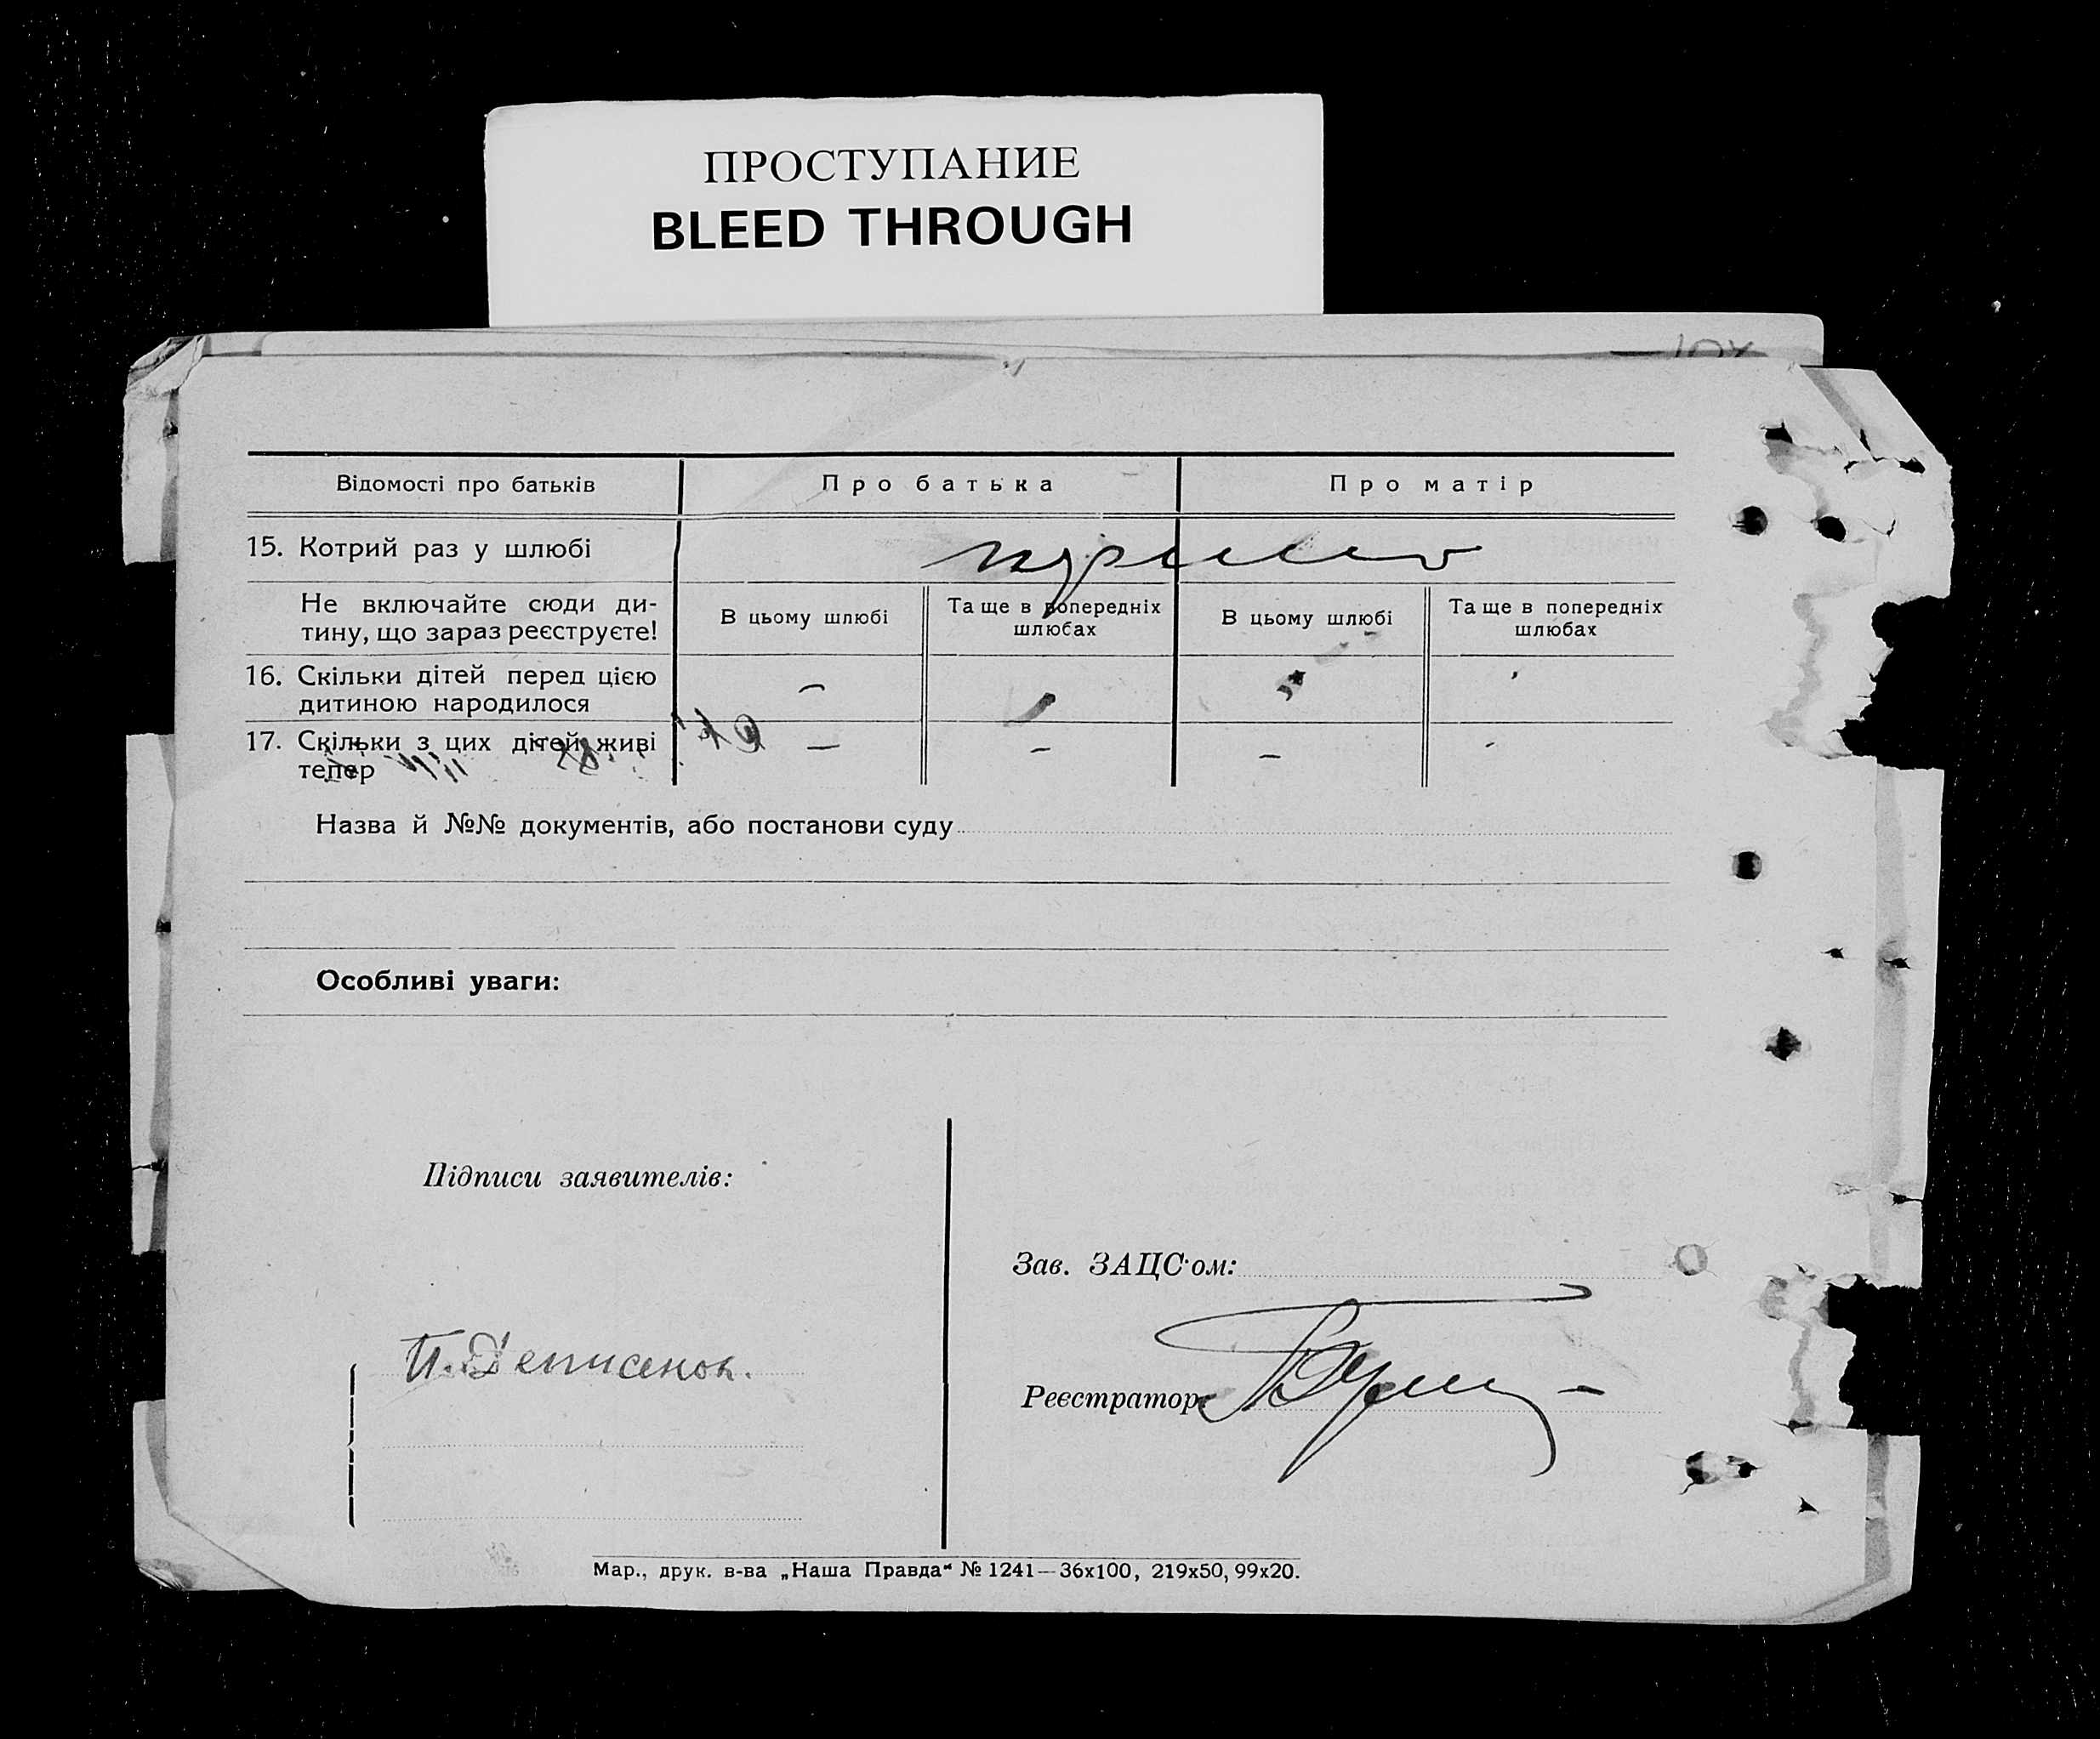 ПРОСТУПАНИЕ
BLEED THROUGH
Відомості про батьків
Про батька
Про матір
15. Котрий раз у шлюбі
Не включайте сюди ди-
тину, що зараз реєструєте!
В цьому шлюбі
Та ще в попередніх
шлюбах
В цьому шлюбі
Та ще в попередніх
шлюбах
16. Скільки дітей перед цією
дитиною народилося
—
17. Скільки з цих дітей живі
тепер
— — —
Назва й №№ документів, або постанови суду
Особливі уваги:
Підписи заявителів:
Зав. ЗАЦС'ом:
Реєстратор
Мар., друк. в-ва „Наша Правда“ № 1241—36х100, 219х50, 99х20.